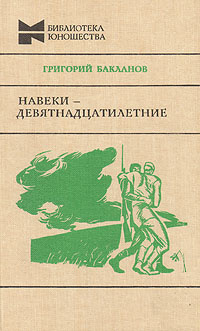 БИБЛИОТЕКА
ЮНОШЕСТВА
ГРИГОРИЙ БАКЛАНОВ
НАВЕКИ –
ДЕВЯТНАДЦАТИЛЕТНИЕ